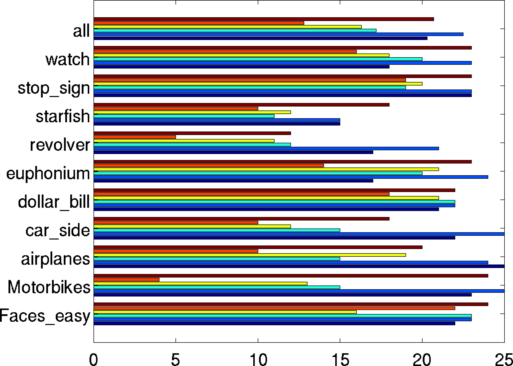 all
watch
stop_sign
starfish
revolver
euphonium
dollar_bill
car_side
airplanes
Motorbikes
Faces_easy
0 5 10 15 20 25